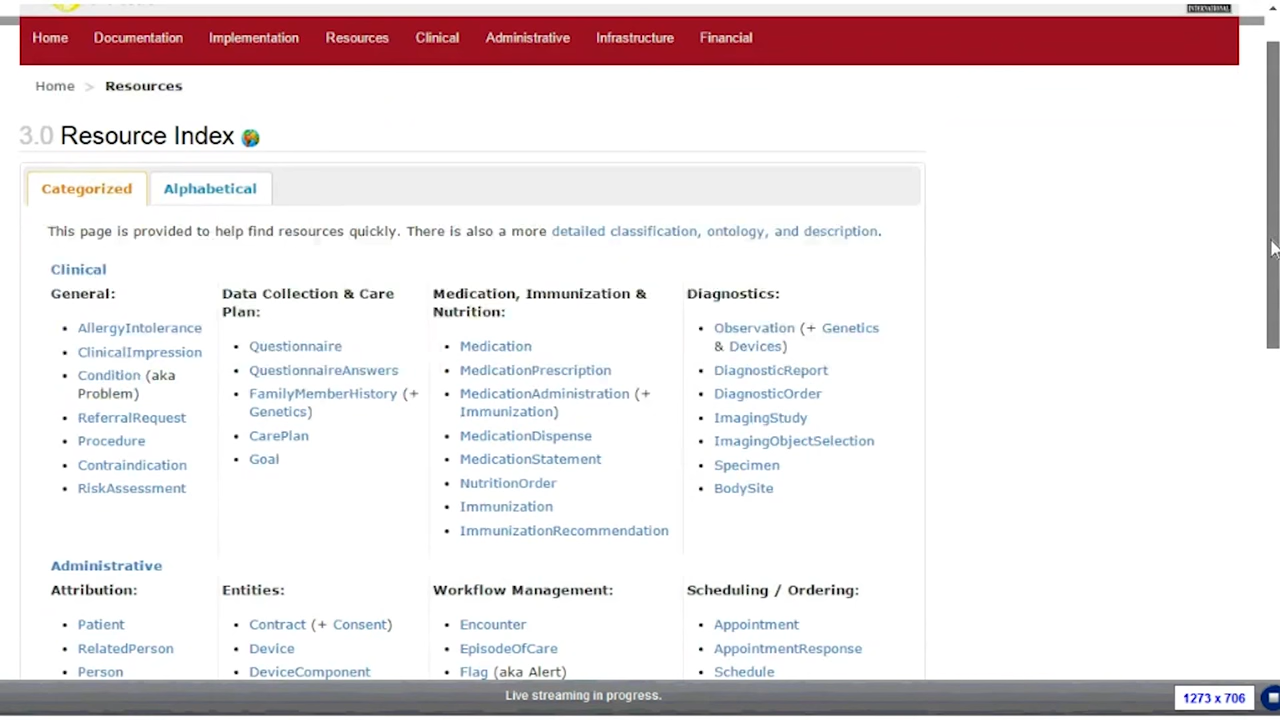 INTERNATIONAL
Home Documentation Implementation Resources Clinical Administrative Infrastructure Financial
Home > Resources
3.0 Resource Index
Categorized Alphabetical
This page is provided to help find resources quickly. There is also a more detailed classification, ontology, and description.
Clinical
General:
• AllergyIntolerance
• ClinicalImpression
• Condition (aka
Problem)
• ReferralRequest
• Procedure
• Contraindication
• RiskAssessment
Data Collection & Care
Plan:
• Questionnaire
• QuestionnaireAnswers
• FamilyMemberHistory (+
Genetics)
• CarePlan
• Goal
Medication, Immunization &
Nutrition:
• Medication
• MedicationPrescription
• MedicationAdministration (+
Immunization)
• MedicationDispense
• MedicationStatement
• NutritionOrder
• Immunization
• ImmunizationRecommendation
Diagnostics:
• Observation (+ Genetics
& Devices)
• DiagnosticReport
• DiagnosticOrder
• ImagingStudy
• ImagingObjectSelection
• Specimen
• BodySite
Administrative
Attribution:
• Patient
• RelatedPerson
• Person
Entities:
• Contract (+ Consent)
• Device
• DeviceComponent
Workflow Management:
• Encounter
• EpisodeOfCare
• Flag (aka Alert)
Scheduling / Ordering:
• Appointment
• AppointmentResponse
• Schedule
Live streaming in progress.
1273 x 706